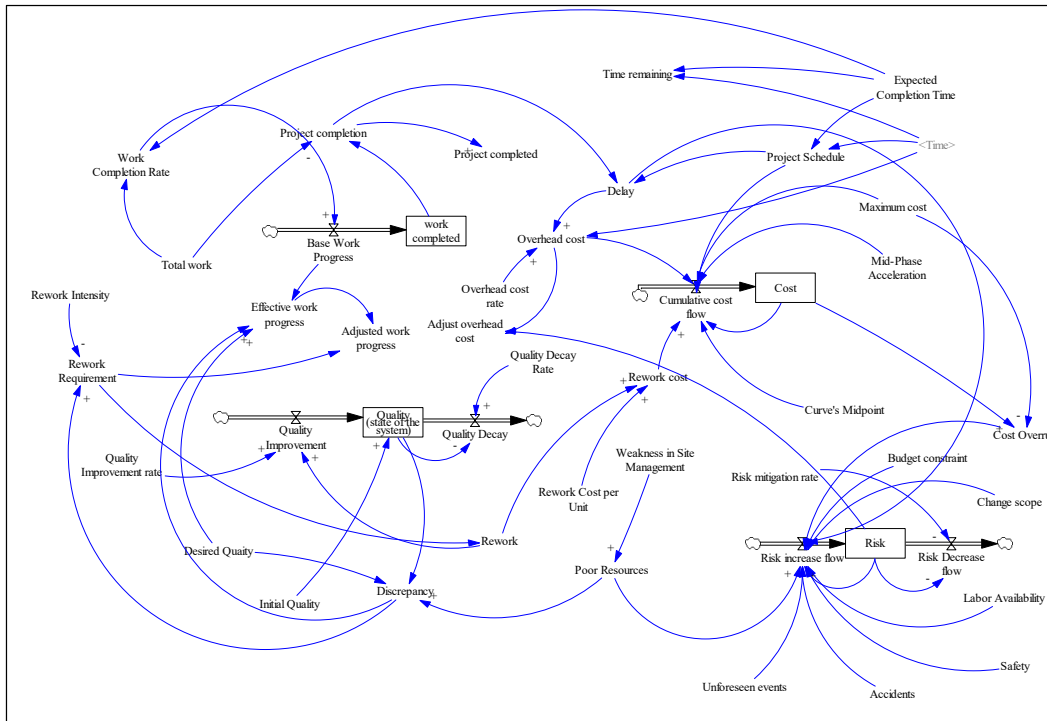 Time remaining
Expected
Completion Time
Project completion
Work
Completion Rate
-
+
Project completed
Project Schedule
<Time>
Delay
Maximum cost
+
work
completed
Base Work
Progress
+
Overhead cost
Total work
+
Mid-Phase
Acceleration
Rework Intensity
Overhead cost
rate
Cost
Cumulative cost
flow
Effective work
progress
Adjusted work
progress
Adjust overhead
cost
+
-
+
+
Quality Decay
Rate
Rework
Requirement
+
+
Rework cost
+
Curve's Midpoint
+
Quality
(state of the
system)
-
Cost Overru
Quality
Improvement
Quality Decay
+
+
-
+
Quality
Improvement rate
+
Weakness in Site
Management
Budget constraint
Risk mitigation rate
Rework Cost per
Unit
Change scope
Desired Quaity
Rework
+
-
Risk
Risk increase flow
Risk Decrease
flow
Poor Resources
+
-
Initial Quality
Discrepancy
+
Labor Availability
Safety
Unforeseen events
Accidents